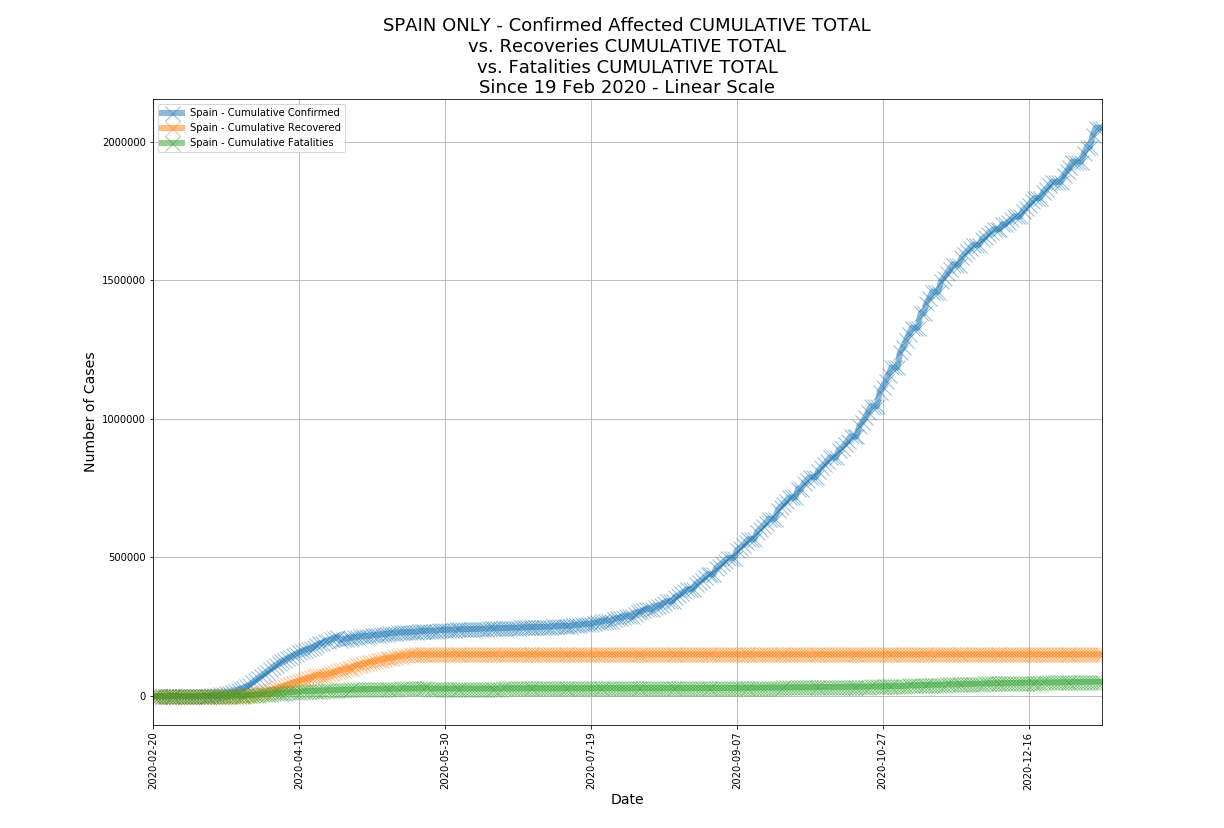 SPAIN ONLY - Confirmed Affected CUMULATIVE TOTAL
vs. Recoveries CUMULATIVE TOTAL
vs. Fatalities CUMULATIVE TOTAL
Since 19 Feb 2020 - Linear Scale
Spain - Cumulative Confirmed
Spain - Cumulative Recovered
Spain - Cumulative Fatalities
Number of Cases
2000000
1500000
1000000
500000
0
2020-02-20
2020-04-10
2020-05-30
2020-07-19
2020-09-07
2020-10-27
2020-12-16
Date